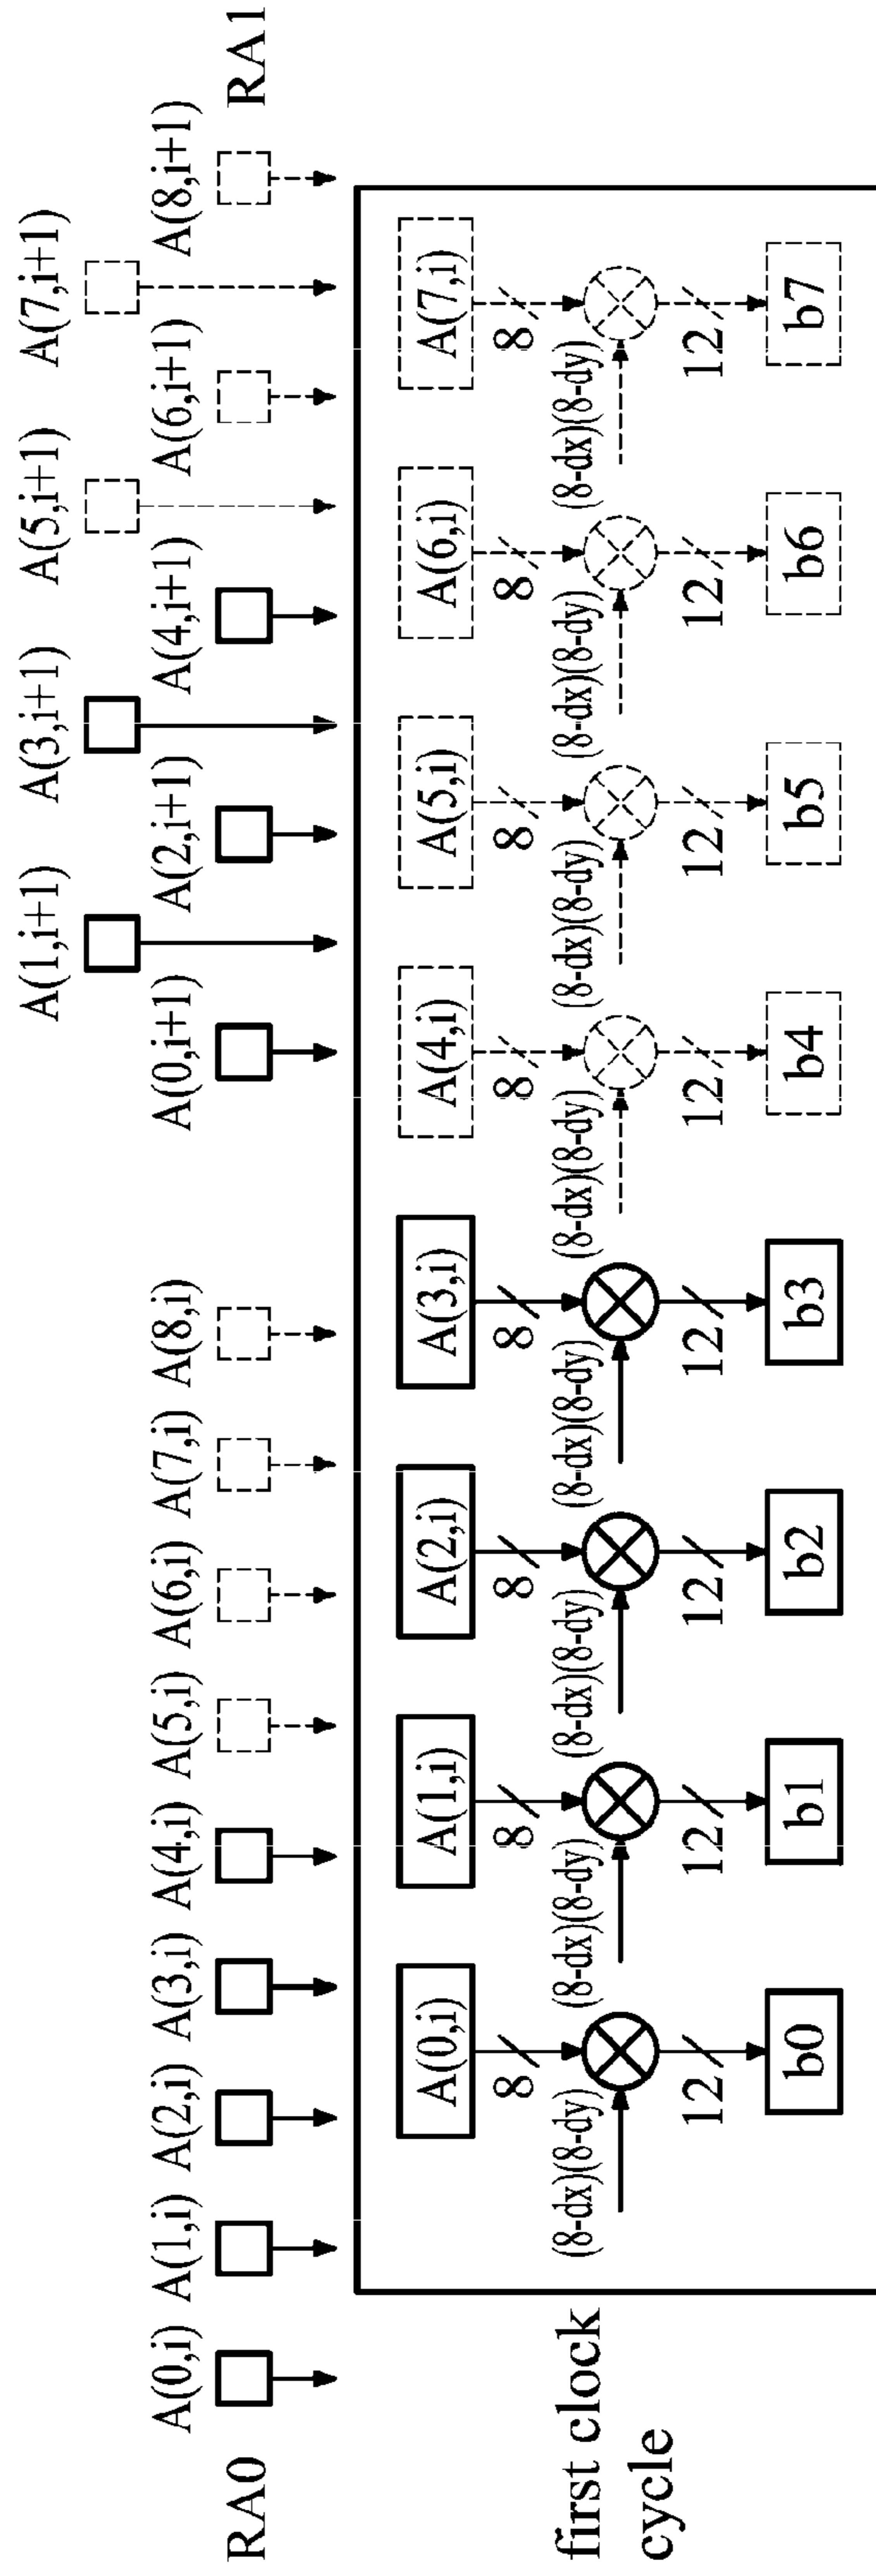 A(1,i+1) A(3,i+1) A(5,i+1) A(7,i+1)
A(0,i) A(1,i) A(2,i) A(3,i) A(4,i) A(5,i) A(6,i) A(7,i) A(8,i) A(0,i+1) A(2,i+1) A(4,i+1) A(6,i+1) A(8,i+1)
RA0 RA1
A(0,i) A(1,i) A(2,i) A(3,i) A(4,i) A(5,i) A(6,i) A(7,i)
8 8 8 8 8 8 8 8
first clock
(8-dx)(8-dy) (8-dx)(8-dy) (8-dx)(8-dy) (8-dx)(8-dy) (8-dx)(8-dy) (8-dx)(8-dy) (8-dx)(8-dy) (8-dx)(8-dy)
cycle
12 12 12 12 12 12 12 12
b0 b1 b2 b3 b4 b5 b6 b7